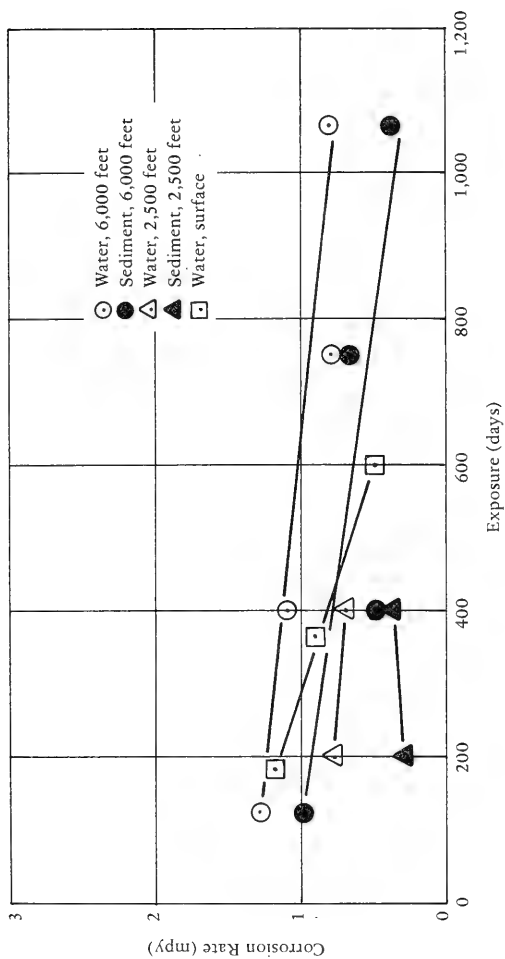 3
2
1
0
Corrosion Rate (mpy)
Water, 6,000 feet
Sediment, 6,000 feet
Water, 2,500 feet
Sediment, 2,500 feet
Water, surface
0
200
400
600
800
1,000
1,200
Exposure (days)